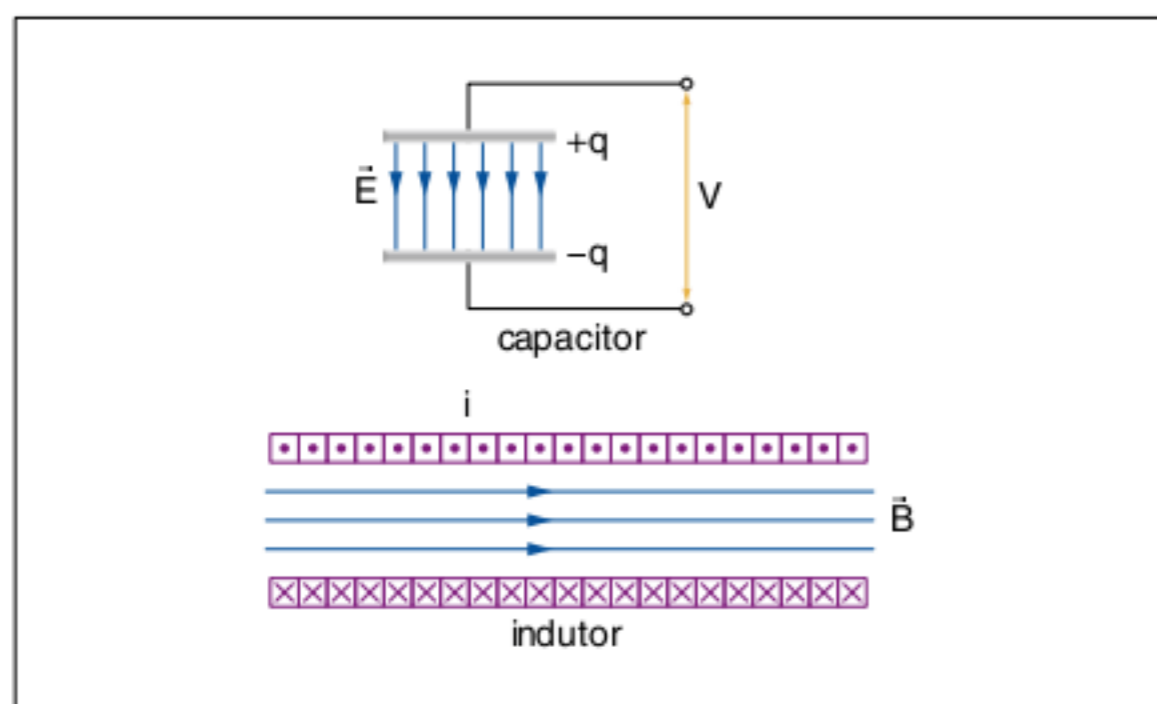 +q
E⃗
V
−q
capacitor
i
B⃗
indutor